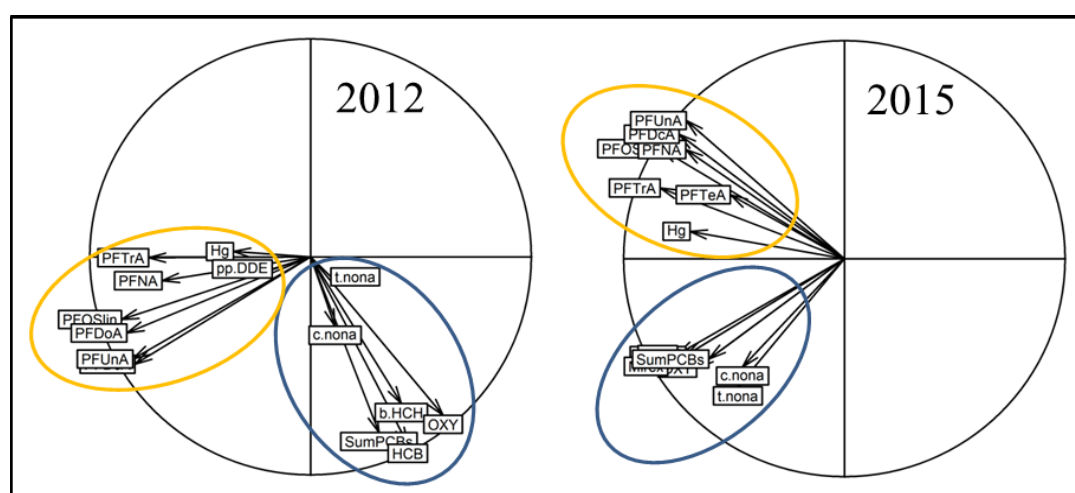 2012
Hg
PFTrA
pp.DDE
PFNA
PFOSlin
PFDoA
PFUnA
t.nona
c.nona
b.HCH
OXY
SumPCBs
HCB
2015
PFUnA
PFDcA
PFNA
PFTrA
PFTeA
Hg
SumPCBs
c.nona
t.nona